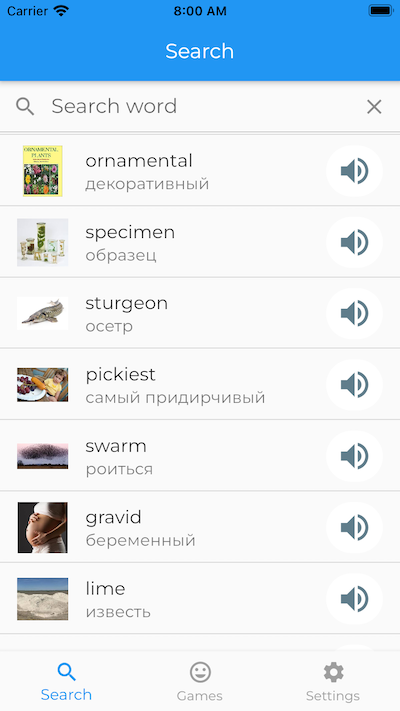 Carrier
8:00 AM
Search
Search word
ORNAMENTAL
PLANTS
ornamental
декоративный
specimen
образец
sturgeon
осетр
pickiest
самый придирчивый
swarm
роиться
gravid
беременный
lime
известь
Search
Games
Settings